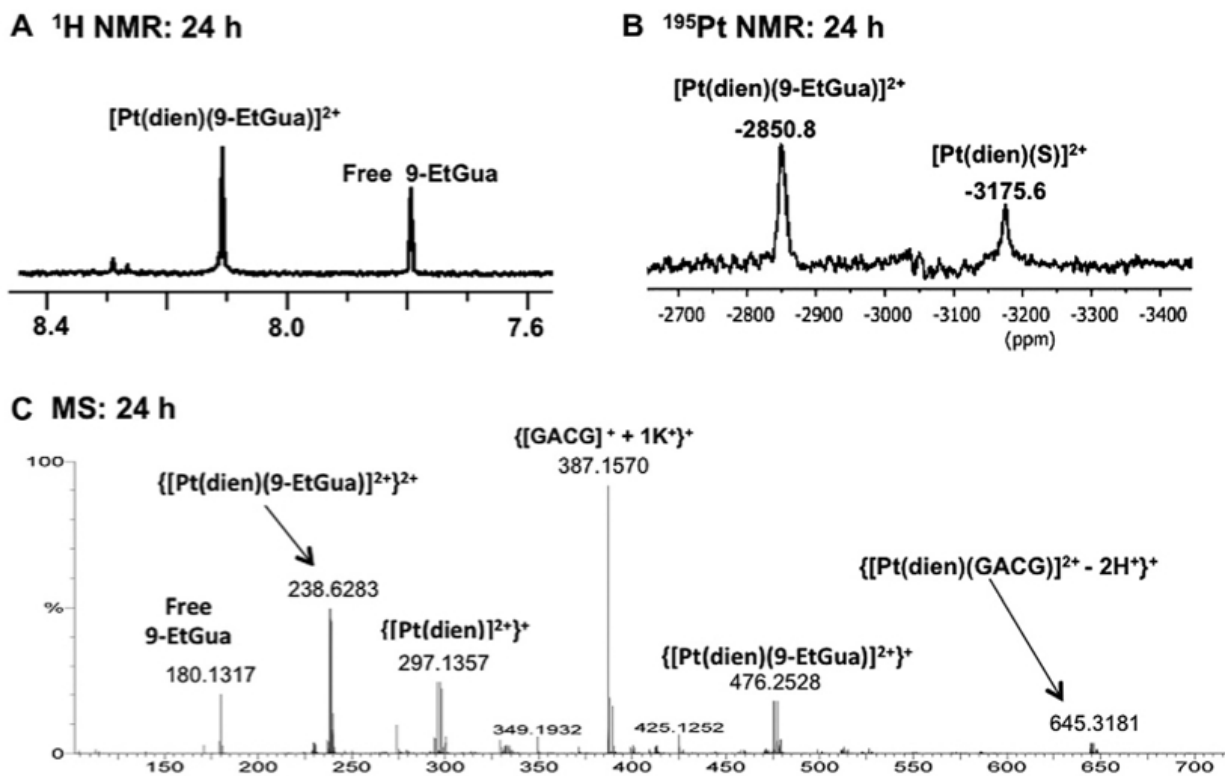 A ¹H NMR: 24 h
[Pt(dien)(9-EtGua)]²⁺
Free 9-EtGua
8.4 8.0 7.6
B ¹⁹⁵Pt NMR: 24 h
[Pt(dien)(9-EtGua)]²⁺
-2850.8
[Pt(dien)(S)]²⁺
-3175.6
-2700 -2800 -2900 -3000 -3100 -3200 -3300 -3400
(ppm)
C MS: 24 h
{[GACG]⁺ + 1K⁺}⁺
387.1570
100
{[Pt(dien)(9-EtGua)]²⁺}²⁺
238.6283
{[Pt(dien)(GACG)]²⁺ - 2H⁺}⁺
645.3181
%
Free
9-EtGua
180.1317
{[Pt(dien)]²⁺}⁺
297.1357
{[Pt(dien)(9-EtGua)]²⁺}⁺
476.2528
349.1932
425.1252
0
150 200 250 300 350 400 450 500 550 600 650 700